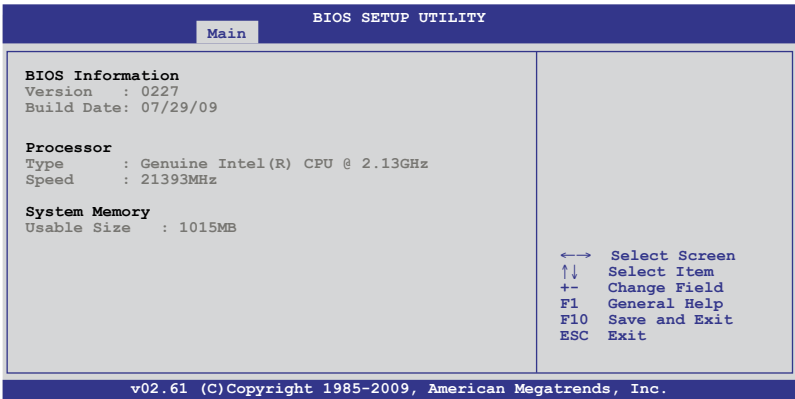 BIOS SETUP UTILITY
Main
BIOS Information
Version : 0227
Build Date: 07/29/09
Processor
Type : Genuine Intel(R) CPU @ 2.13GHz
Speed : 21393MHz
System Memory
Usable Size : 1015MB
←→ Select Screen
↑↓ Select Item
+- Change Field
F1 General Help
F10 Save and Exit
ESC Exit
v02.61 (C)Copyright 1985-2009, American Megatrends, Inc.